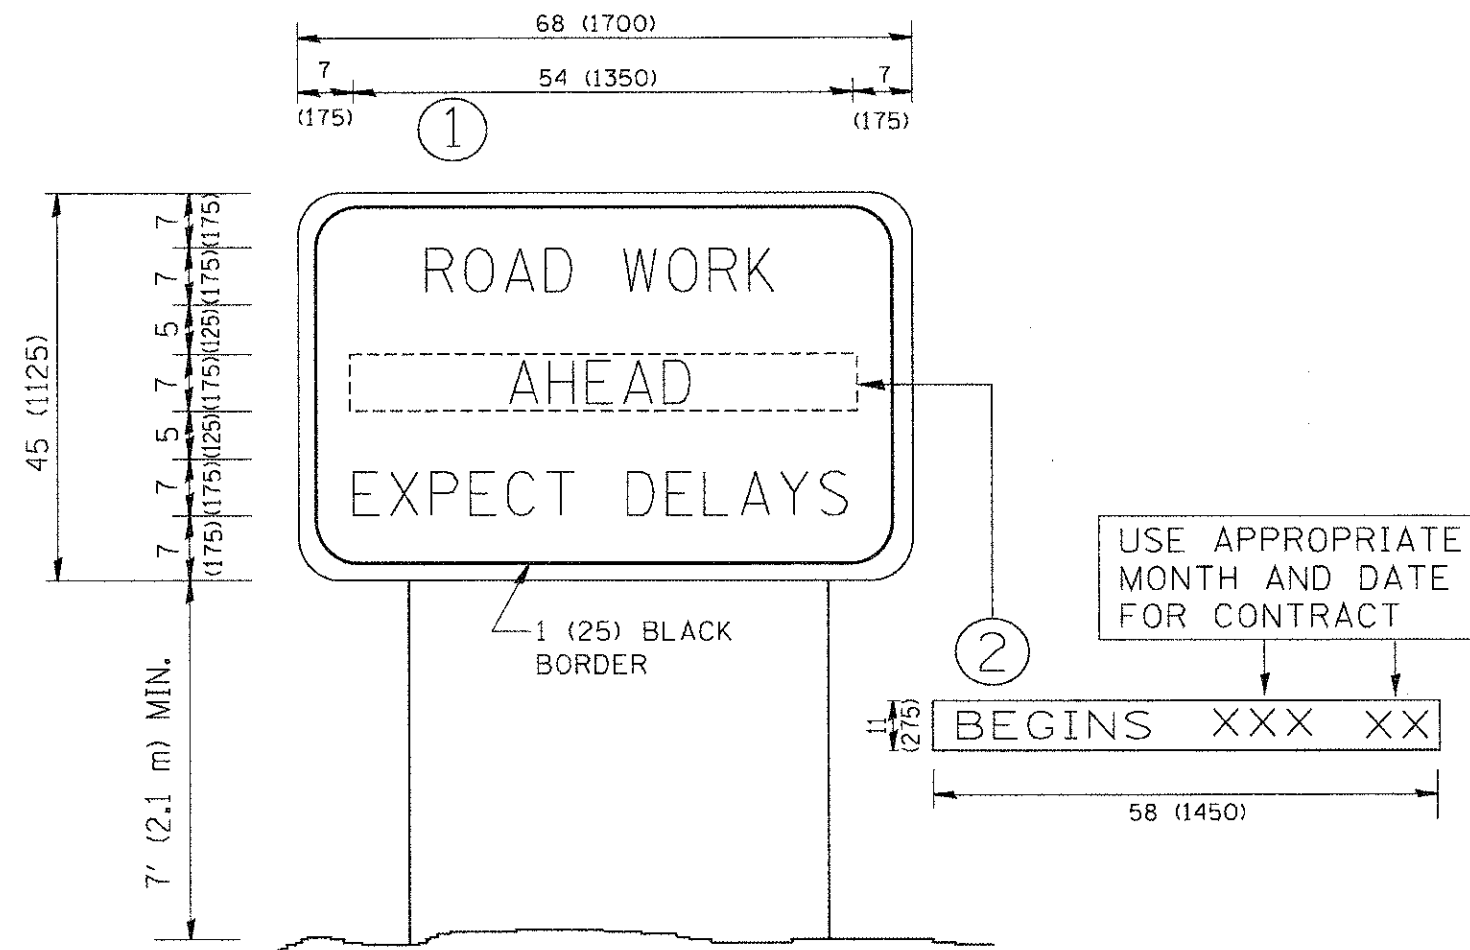 68 (1700)
7
54 (1350)
7
(175)
(175)
1
45 (1125)
7 (175)
7 (175)
5 (125)
7 (175)
5 (125)
7 (175)
7 (175)
ROAD WORK
AHEAD
EXPECT DELAYS
1 (25) BLACK
BORDER
7' (2.1 m) MIN.
2
USE APPROPRIATE
MONTH AND DATE
FOR CONTRACT
11
(275)
BEGINS XXX XX
58 (1450)